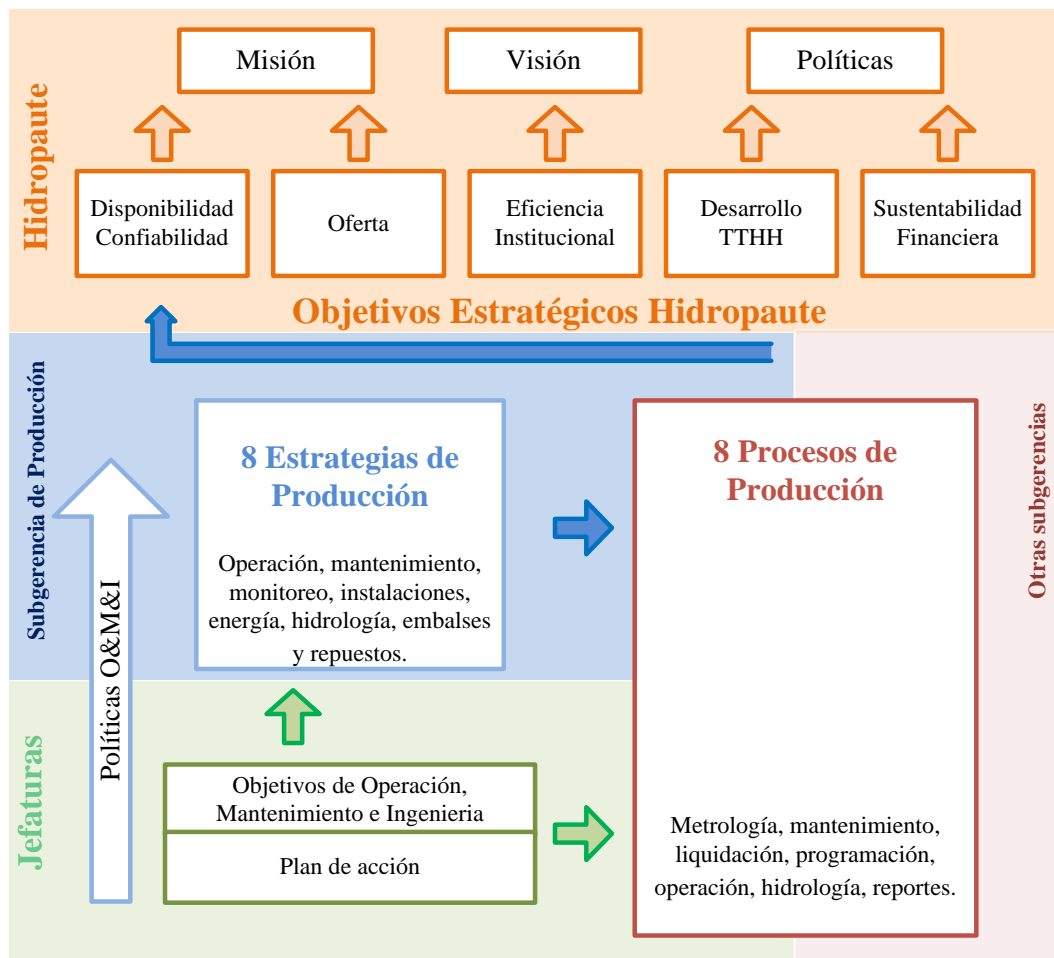 Hidropaute
Misión
Visión
Políticas
Disponibilidad
Confiabilidad
Oferta
Eficiencia
Institucional
Desarrollo
TTHH
Sustentabilidad
Financiera
Objetivos Estratégicos Hidropaute
Subgerencia de Producción
Políticas O&M&I
8 Estrategias de
Producción
Operación, mantenimiento,
monitoreo, instalaciones,
energía, hidrología, embalses
y repuestos.
8 Procesos de
Producción
Metrología, mantenimiento,
liquidación, programación,
operación, hidrología, reportes.
Otras subgerencias
Jefaturas
Objetivos de Operación,
Mantenimiento e Ingenieria
Plan de acción